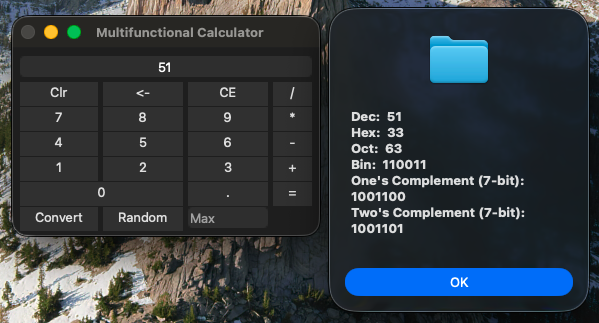 Multifunctional Calculator
51
Clr <- CE /
7 8 9 *
4 5 6 -
1 2 3 +
0 . =
Convert Random Max
Dec: 51
Hex: 33
Oct: 63
Bin: 110011
One's Complement (7-bit):
1001100
Two's Complement (7-bit):
1001101
OK